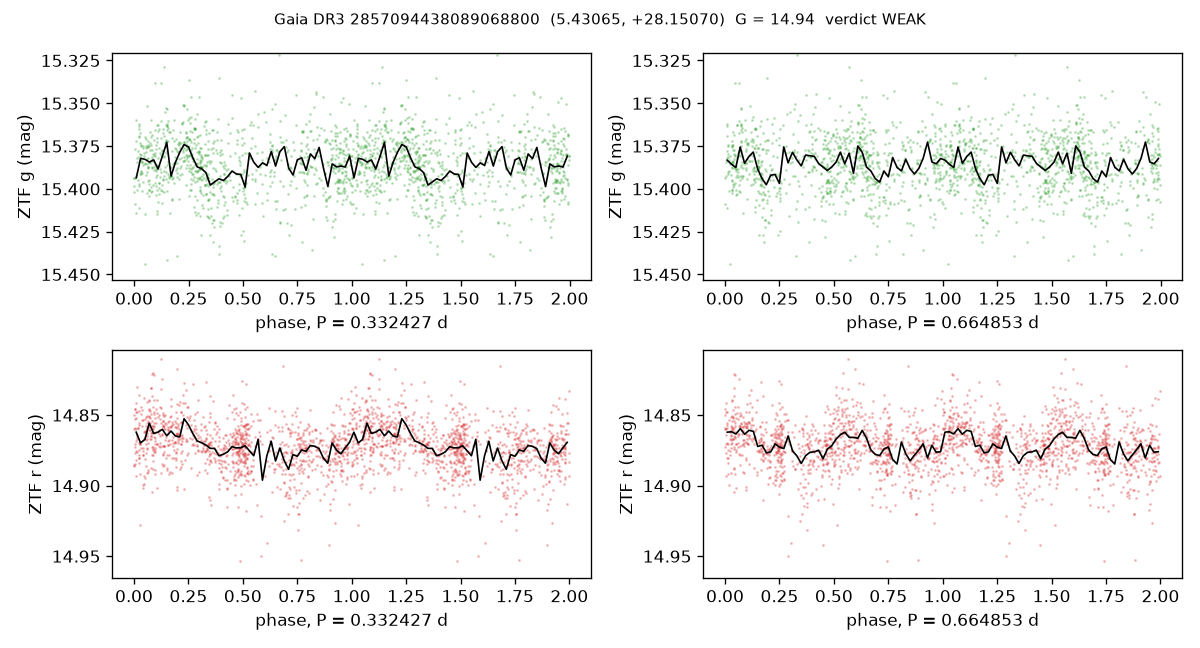 Gaia DR3 2857094438089068800  (5.43065, +28.15070)  G = 14.94  verdict WEAK
ZTF g (mag)
15.325
15.350
15.375
15.400
15.425
15.450
0.00 0.25 0.50 0.75 1.00 1.25 1.50 1.75 2.00
phase, P = 0.332427 d
ZTF g (mag)
15.325
15.350
15.375
15.400
15.425
15.450
0.00 0.25 0.50 0.75 1.00 1.25 1.50 1.75 2.00
phase, P = 0.664853 d
ZTF r (mag)
14.85
14.90
14.95
0.00 0.25 0.50 0.75 1.00 1.25 1.50 1.75 2.00
phase, P = 0.332427 d
ZTF r (mag)
14.85
14.90
14.95
0.00 0.25 0.50 0.75 1.00 1.25 1.50 1.75 2.00
phase, P = 0.664853 d